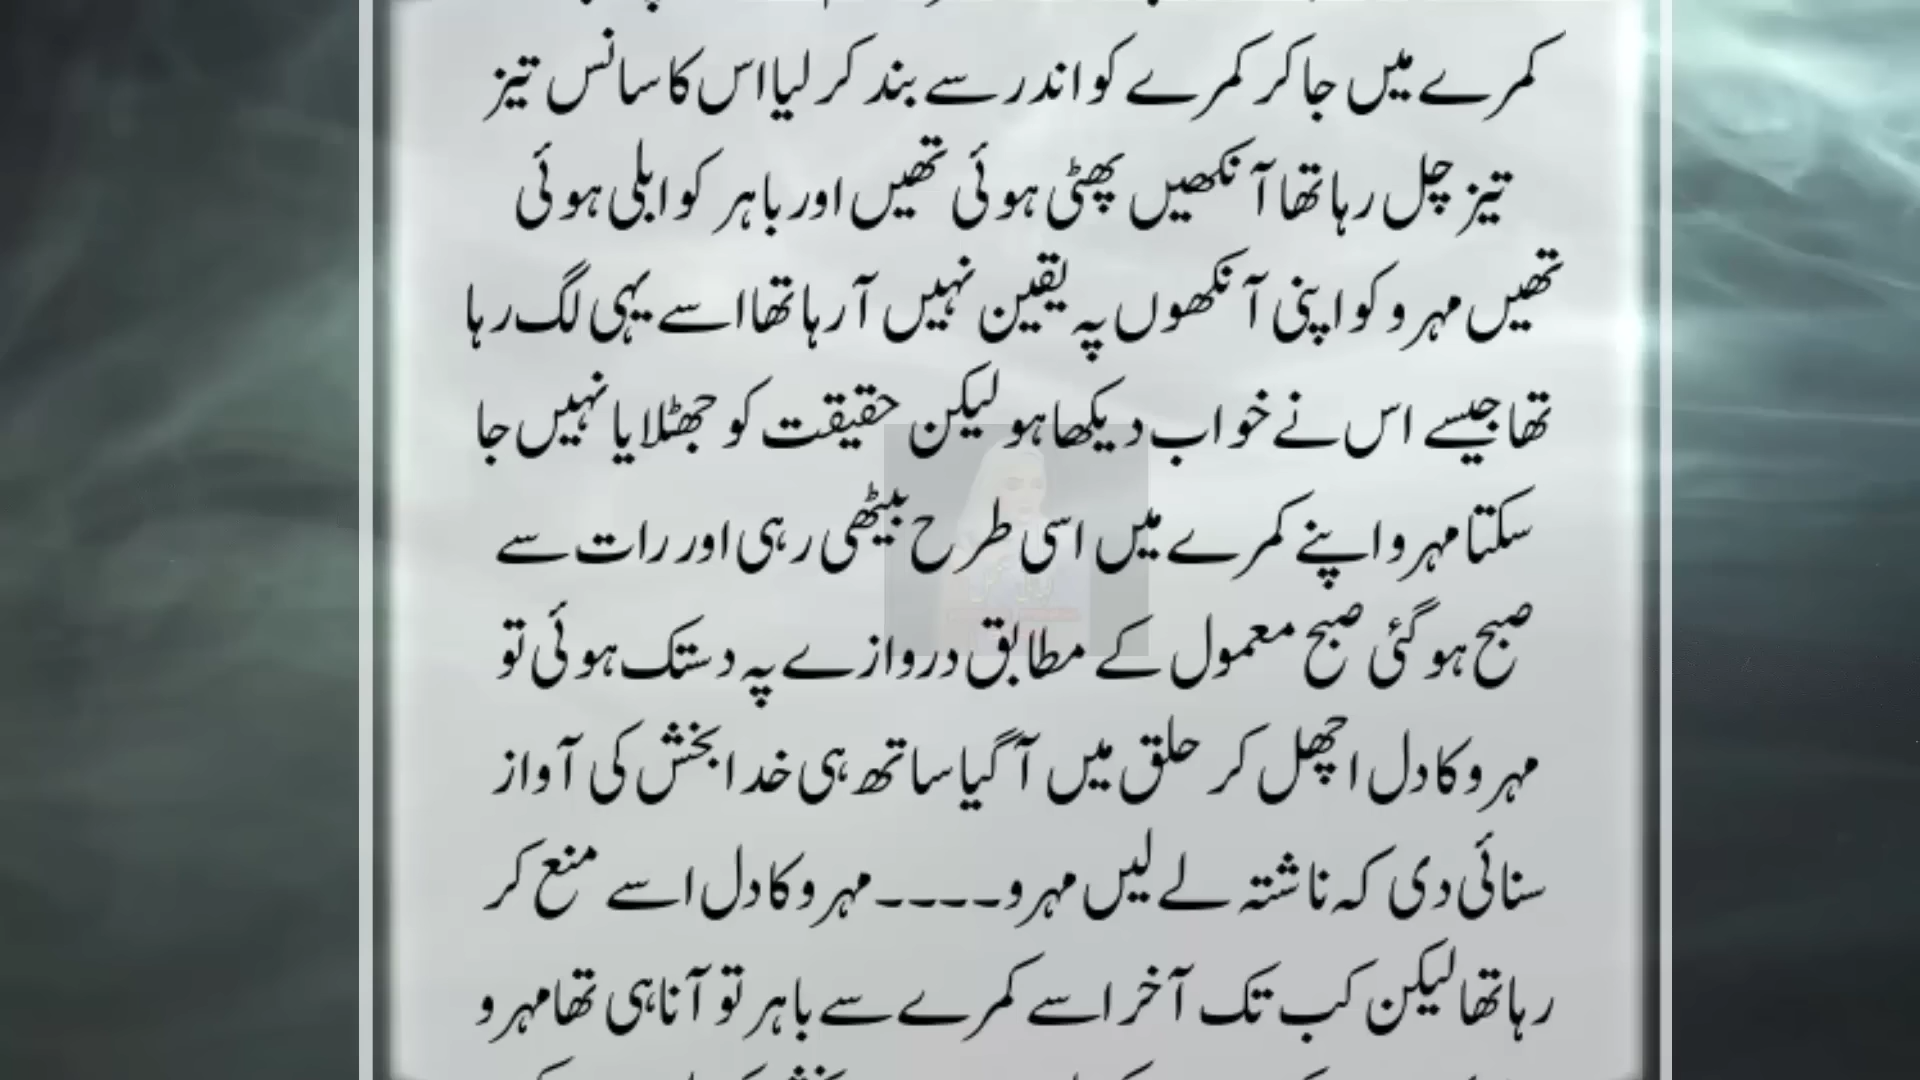 کمرے میں جا کر کمرے کو اندر سے بند کر لیا اس کا سانس تیز
تیز چل رہا تھا آنکھیں پھٹی ہوئی تھیں اور باہر کو ابلی ہوئی
تھیں مہرو کو اپنی آنکھوں پہ یقین نہیں آ رہا تھا اسے یہی لگ رہا
تھا جیسے اس نے خواب دیکھا ہو لیکن حقیقت کو جھٹلایا نہیں جا
سکتا مہرو اپنے کمرے میں اسی طرح بیٹھی رہی اور رات سے
صبح ہو گئی صبح معمول کے مطابق دروازے پہ دستک ہوئی تو
مہرو کا دل اچھل کر حلق میں آ گیا ساتھ ہی خدا بخش کی آواز
سنائی دی کہ ناشتہ لے لیں مہرو۔۔۔۔ مہرو کا دل اسے منع کر
رہا تھا لیکن کب تک آخر اسے کمرے سے باہر تو آنا ہی تھا مہرو